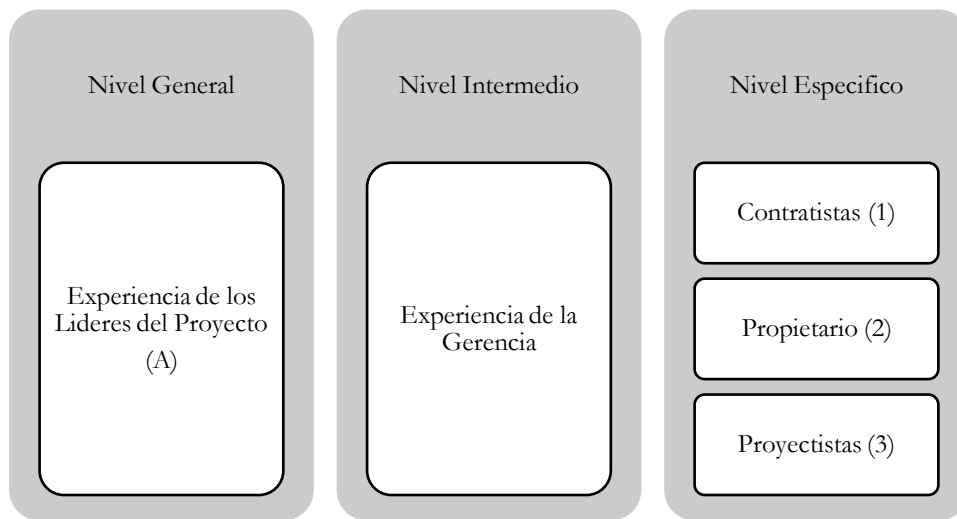 Nivel General
Experiencia de los
Lideres del Proyecto
(A)
Nivel Intermedio
Experiencia de la
Gerencia
Nivel Especifico
Contratistas (1)
Propietario (2)
Proyectistas (3)